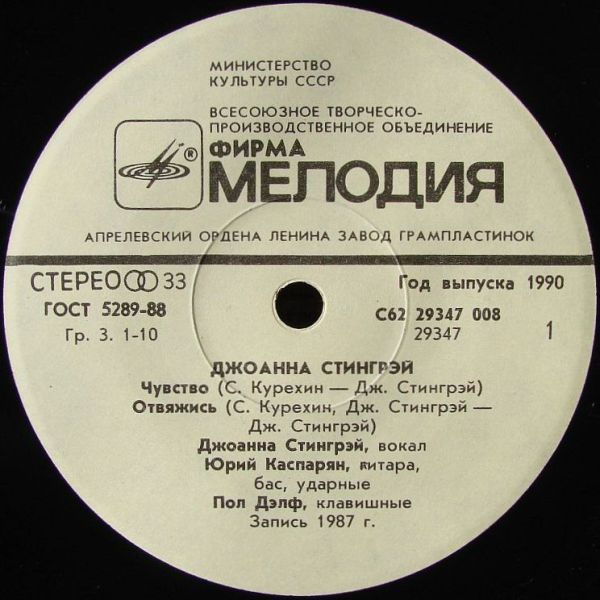 МИНИСТЕРСТВО
КУЛЬТУРЫ СССР
ВСЕСОЮЗНОЕ ТВОРЧЕСКО-
ПРОИЗВОДСТВЕННОЕ ОБЪЕДИНЕНИЕ
®
ФИРМА
МЕЛОДИЯ
АПРЕЛЕВСКИЙ ОРДЕНА ЛЕНИНА ЗАВОД ГРАМПЛАСТИНОК
СТЕРЕО 33
Год выпуска 1990
ГОСТ 5289-88
С62 29347 008
Гр. 3. 1-10
29347
1
ДЖОАННА СТИНГРЭЙ
Чувство (С. Курехин — Дж. Стингрэй)
Отвяжись (С. Курехин, Дж. Стингрэй —
Дж. Стингрэй)
Джоанна Стингрэй, вокал
Юрий Каспарян, гитара,
бас, ударные
Пол Дэлф, клавишные
Запись 1987 г.